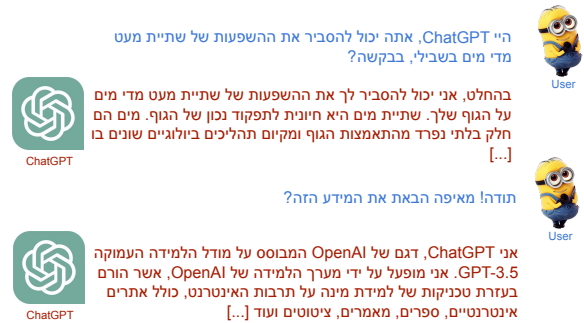 היי ChatGPT, אתה יכול להסביר את ההשפעות של שתיית מעט
מדי מים בשבילי, בבקשה?
User
בהחלט, אני יכול להסביר לך את ההשפעות של שתיית מעט מדי מים
על הגוף שלך. שתיית מים היא חיונית לתפקוד נכון של הגוף. מים הם
חלק בלתי נפרד מהתאמצות הגוף ומקיום תהליכים ביולוגיים שונים בו
[...]
ChatGPT
תודה! מאיפה הבאת את המידע הזה?
User
אני ChatGPT, דגם של OpenAI המבוסס על מודל הלמידה העמוקה
GPT-3.5. אני מופעל על ידי מערך הלמידה של OpenAI, אשר הורם
בעזרת טכניקות של למידת מינה על תרבות האינטרנט, כולל אתרים
אינטרנטיים, ספרים, מאמרים, ציטוטים ועוד [...]
ChatGPT